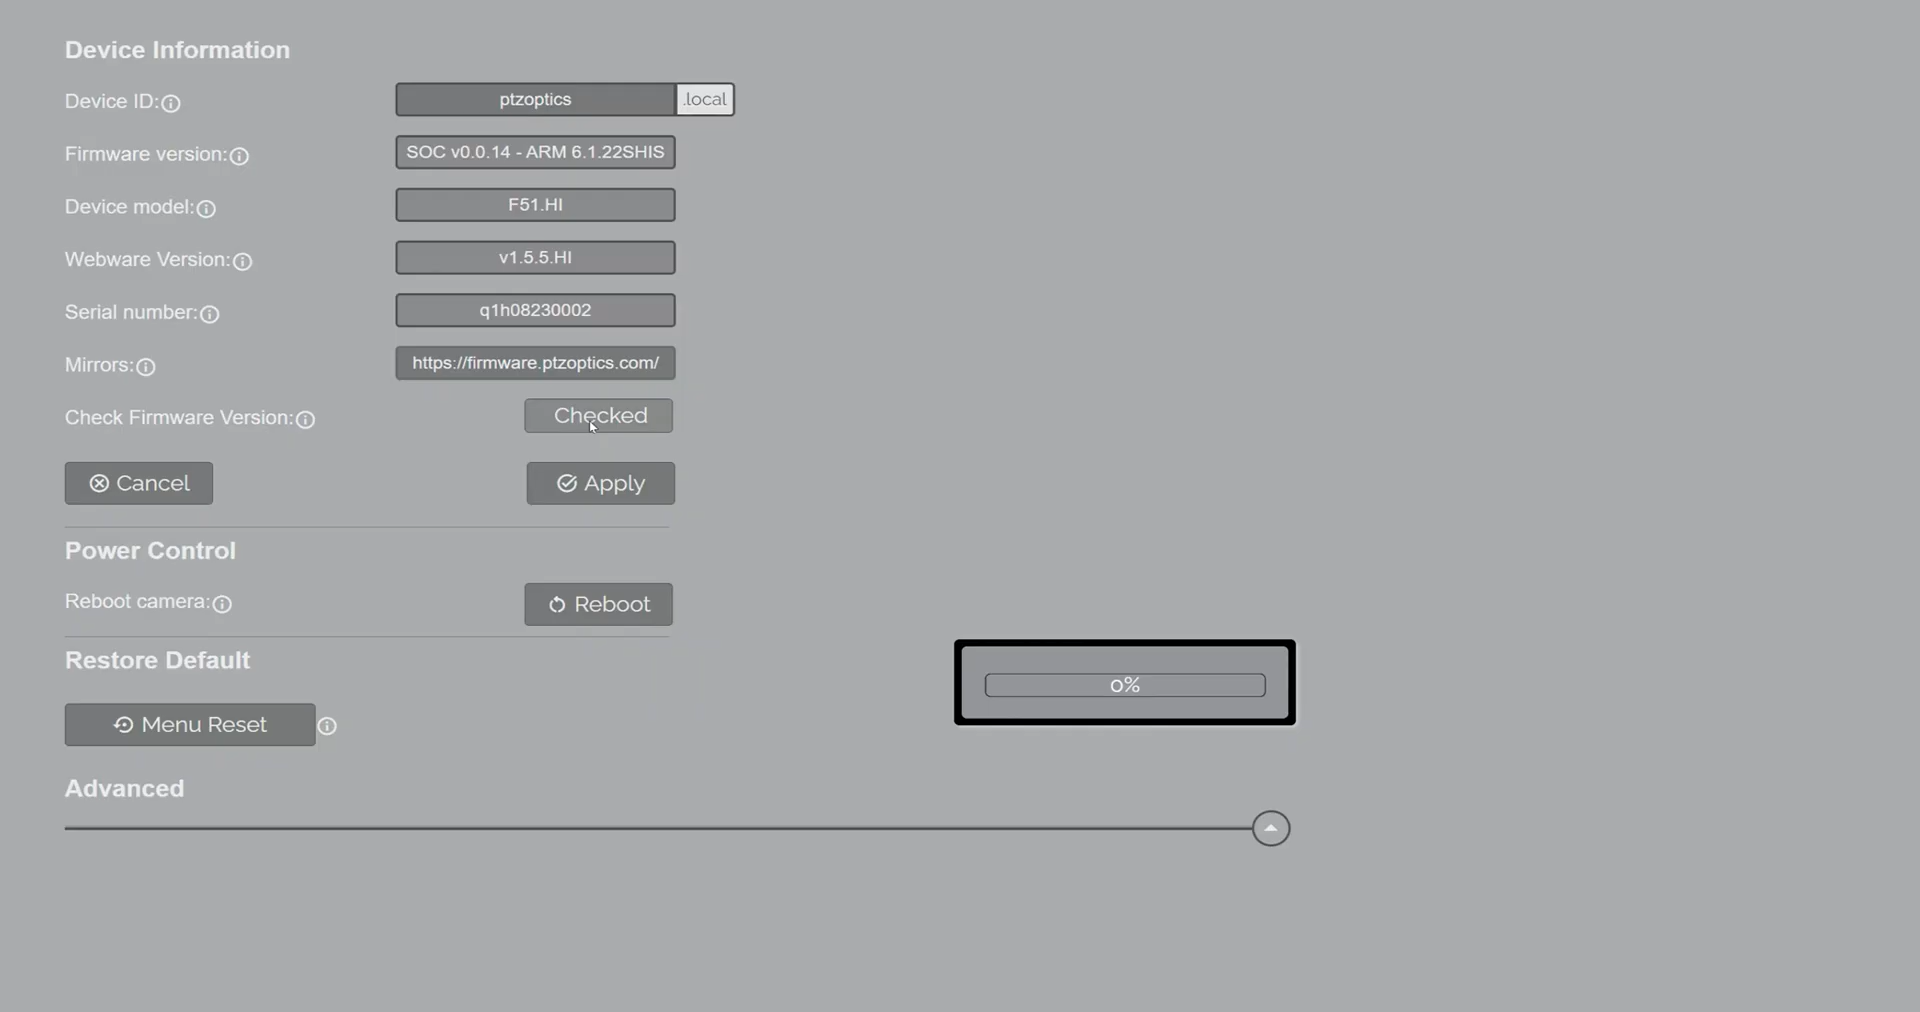 Device Information
Device ID:
ptzoptics .local
Firmware version:
SOC v0.0.14 - ARM 6.1.22SHIS
Device model:
F51.HI
Webware Version:
v1.5.5.HI
Serial number:
q1h08230002
Mirrors:
https://firmware.ptzoptics.com/
Check Firmware Version:
Checked
Cancel
Apply
Power Control
Reboot camera:
Reboot
Restore Default
0%
Menu Reset
Advanced